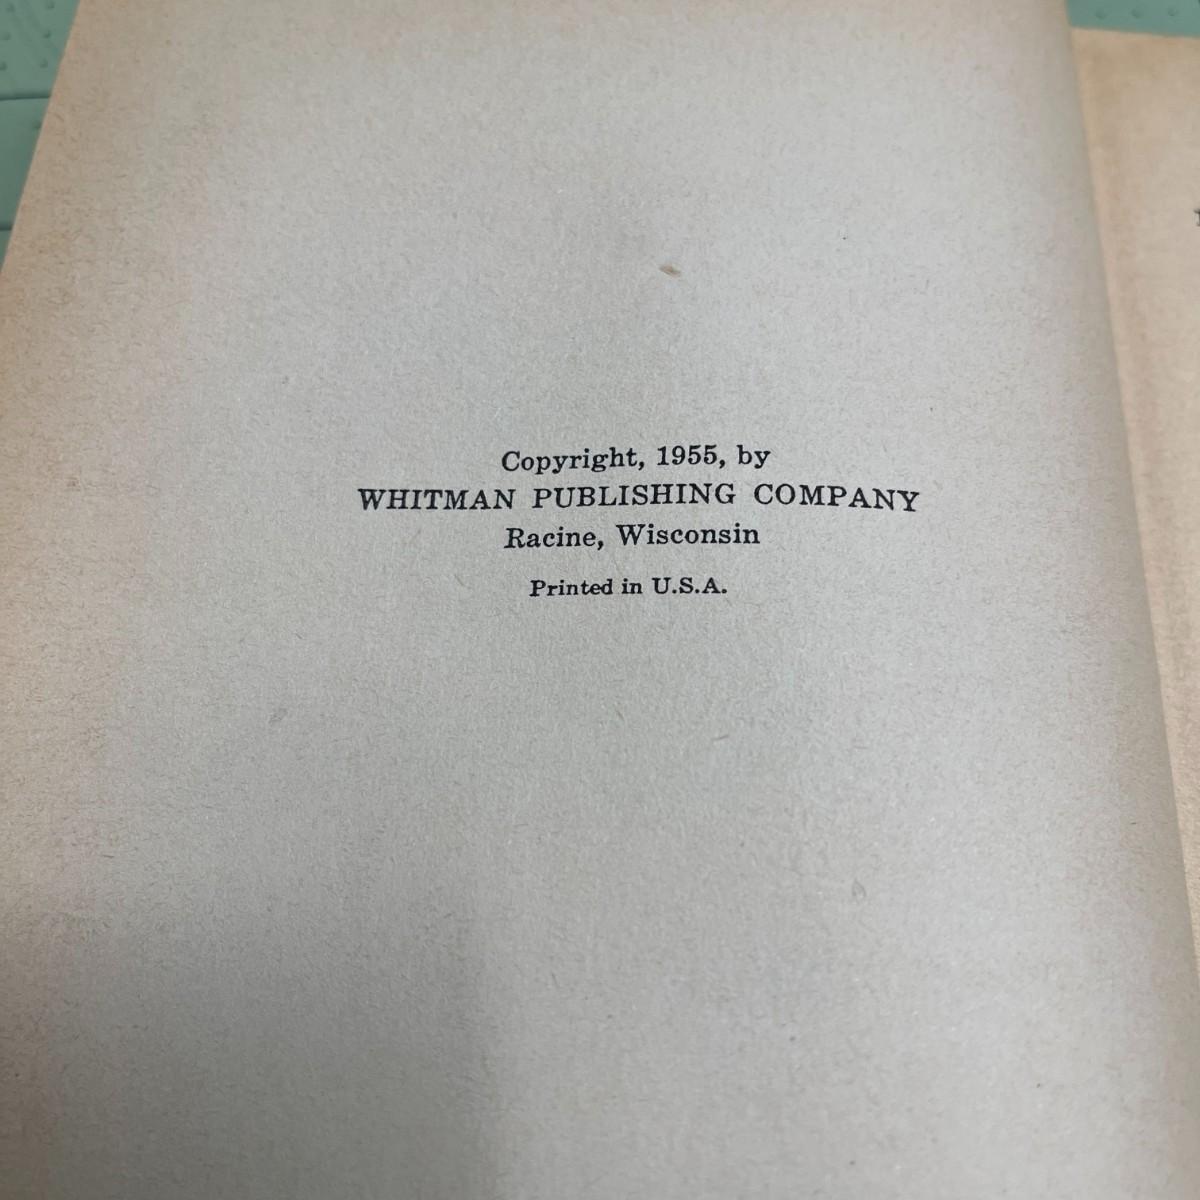 Copyright, 1955, by
WHITMAN PUBLISHING COMPANY
Racine, Wisconsin
Printed in U.S.A.